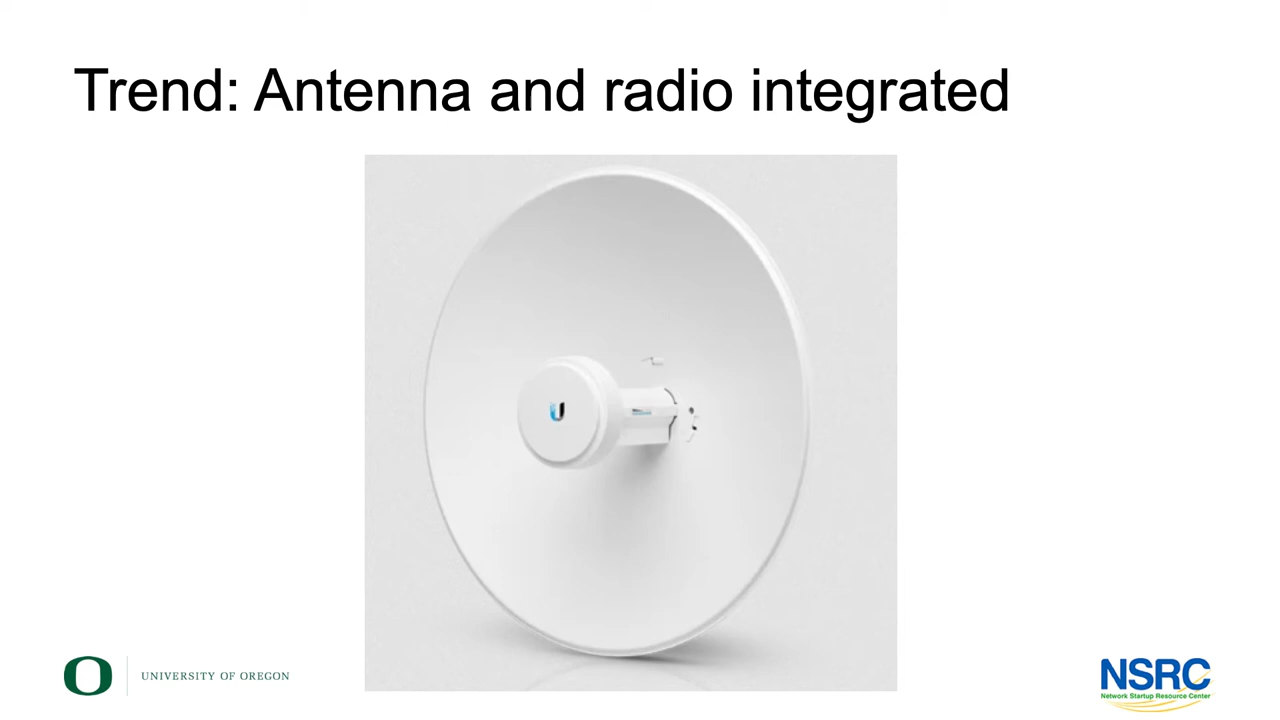 Trend: Antenna and radio integrated
UNIVERSITY OF OREGON
NSRC
Network Startup Resource Center